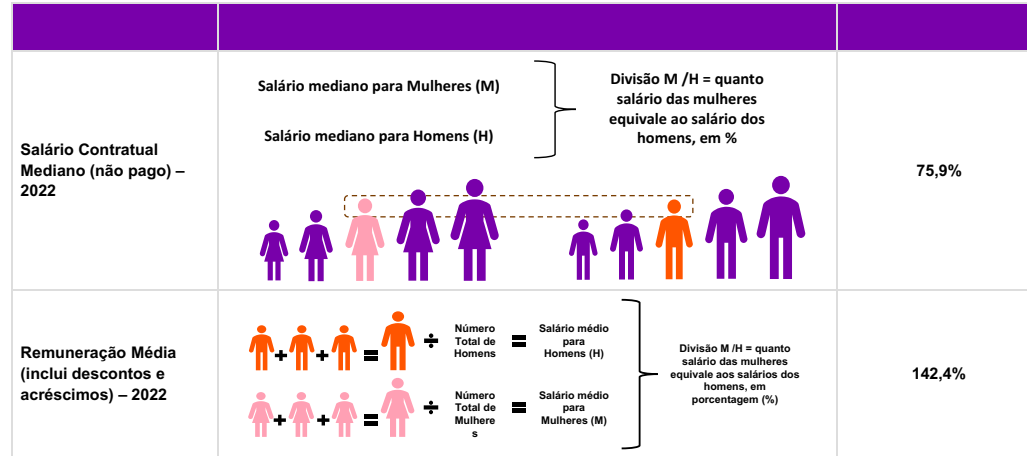 Salário Contratual
Mediano (não pago) –
2022
Salário mediano para Mulheres (M)
Salário mediano para Homens (H)
Divisão M /H = quanto
salário das mulheres
equivale ao salário dos
homens, em %
75,9%
Remuneração Média
(inclui descontos e
acréscimos) – 2022
+ + = ÷
Número
Total de
Homens
=
Salário médio
para
Homens (H)
+ + = ÷
Número
Total de
Mulhere
s
=
Salário médio
para
Mulheres (M)
Divisão M /H = quanto
salário das mulheres
equivale aos salários dos
homens, em
porcentagem (%)
142,4%